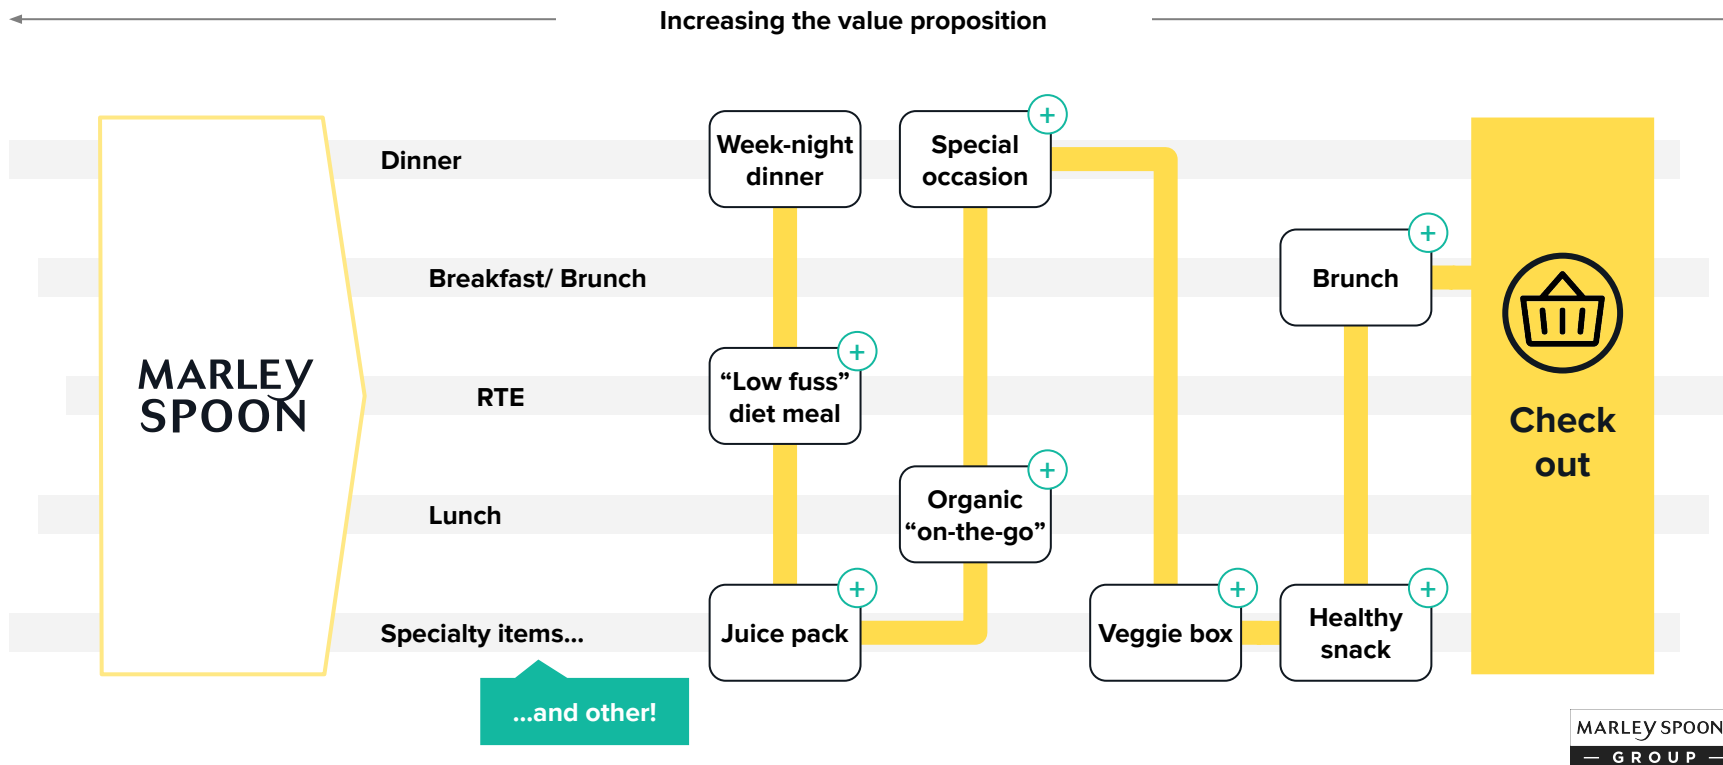 Increasing the value proposition
MARLEY
SPOON
Dinner
Week-night
dinner
Special
occasion
+
Breakfast/ Brunch
Brunch
+
RTE
“Low fuss”
diet meal
+
Lunch
Organic
“on-the-go”
+
Specialty items...
Juice pack
+
Veggie box
+
Healthy
snack
+
...and other!
Check
out
MARLEY SPOON
— GROUP —